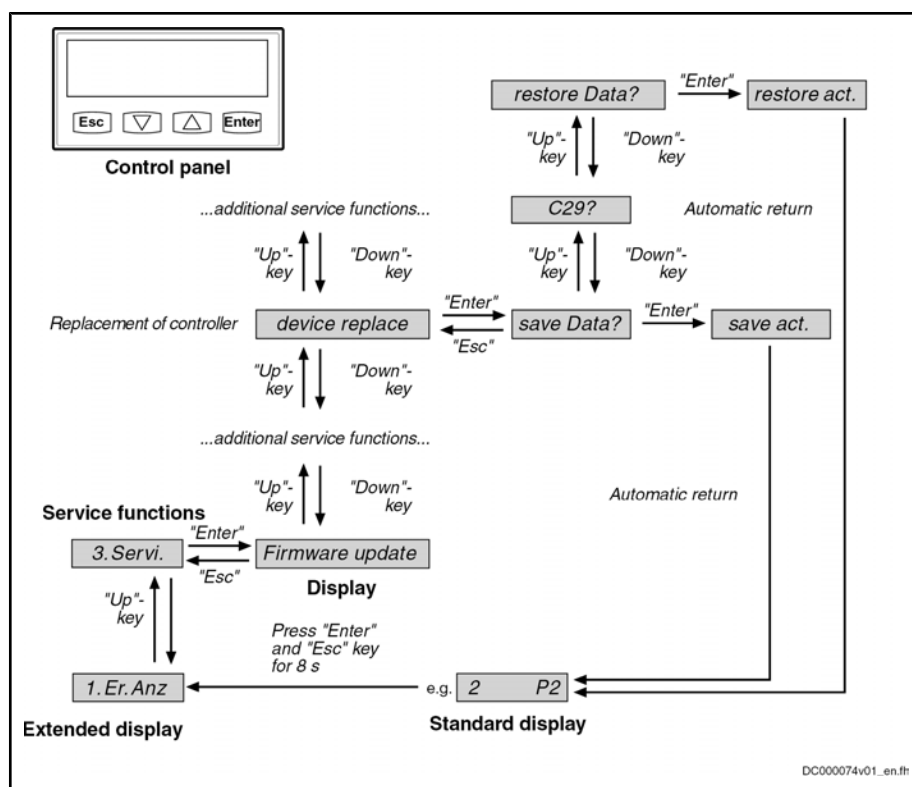 Esc
Enter
Control panel
restore Data?
"Enter"
restore act.
"Up"-
key
"Down"-
key
...additional service functions...
C29?
Automatic return
"Up"-
key
"Down"-
key
"Up"-
key
"Down"-
key
Replacement of controller
device replace
"Enter"
"Esc"
save Data?
"Enter"
save act.
"Up"-
key
"Down"-
key
...additional service functions...
"Up"-
key
"Down"-
key
Automatic return
Service functions
3.Servi.
"Enter"
"Esc"
Firmware update
Display
"Up"-
key
Press "Enter"
and "Esc" key
for 8 s
1.Er.Anz
e.g.
2 P2
Extended display
Standard display
DC000074v01_en.fh